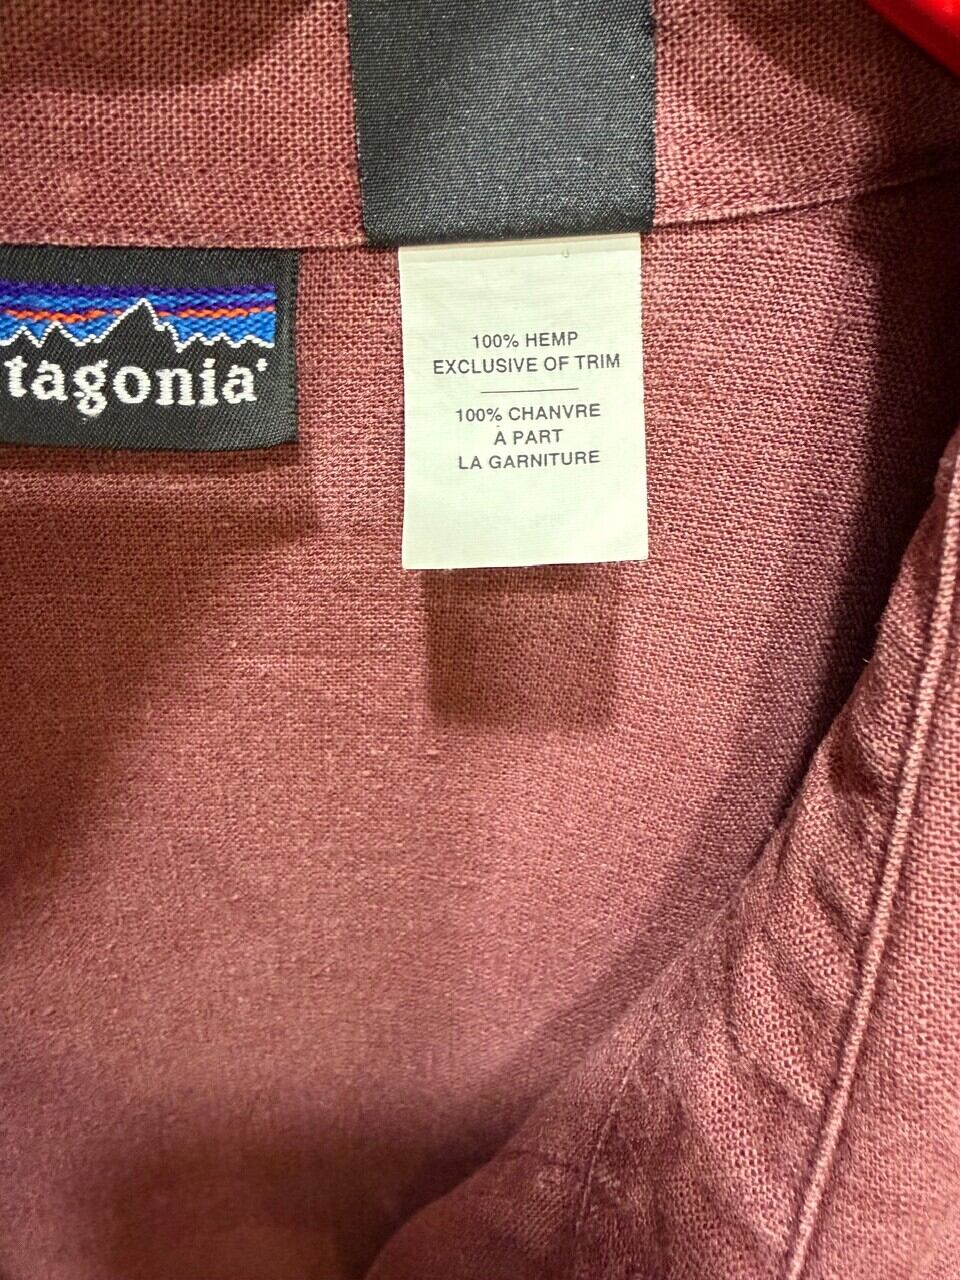 tagonia
100% HEMP
EXCLUSIVE OF TRIM
100% CHANVRE
À PART
LA GARNITURE